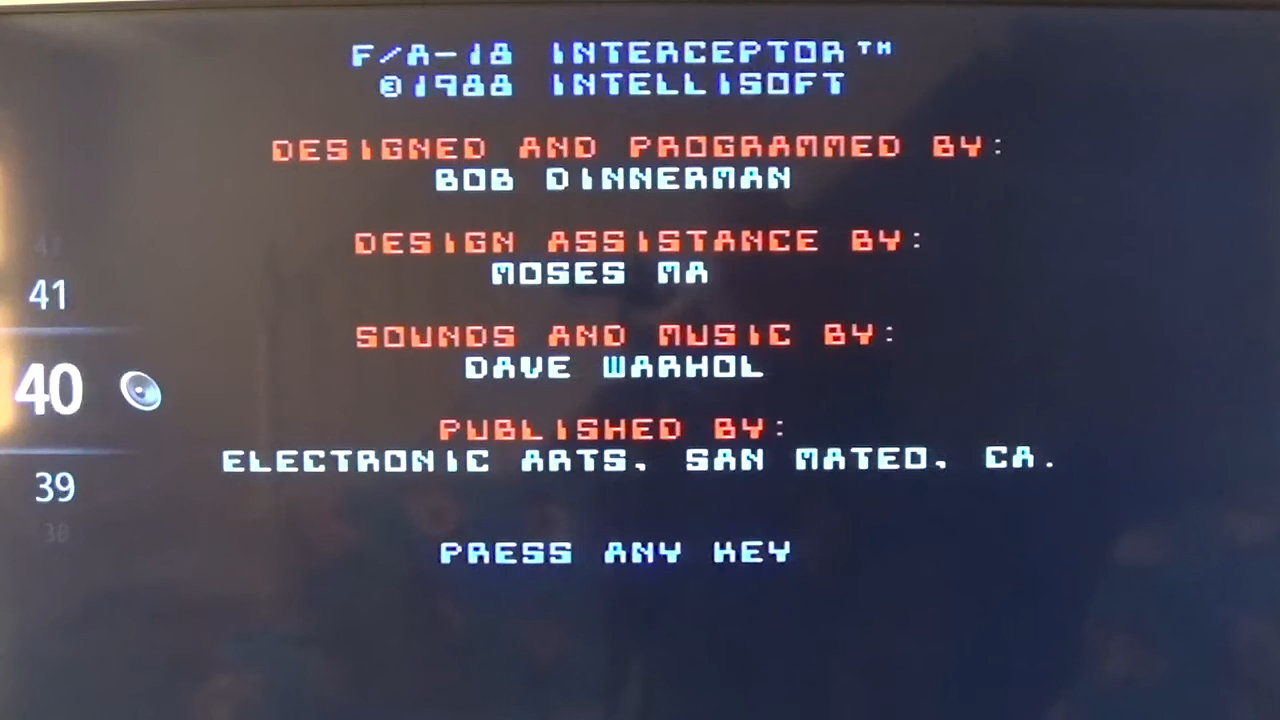 F/A-18 INTERCEPTOR™
©1988 INTELLISOFT
DESIGNED AND PROGRAMMED BY:
BOB DINNERMAN
DESIGN ASSISTANCE BY:
MOSES MA
SOUNDS AND MUSIC BY:
DAVE WARHOL
PUBLISHED BY:
ELECTRONIC ARTS, SAN MATEO, CA.
PRESS ANY KEY
41
40
39